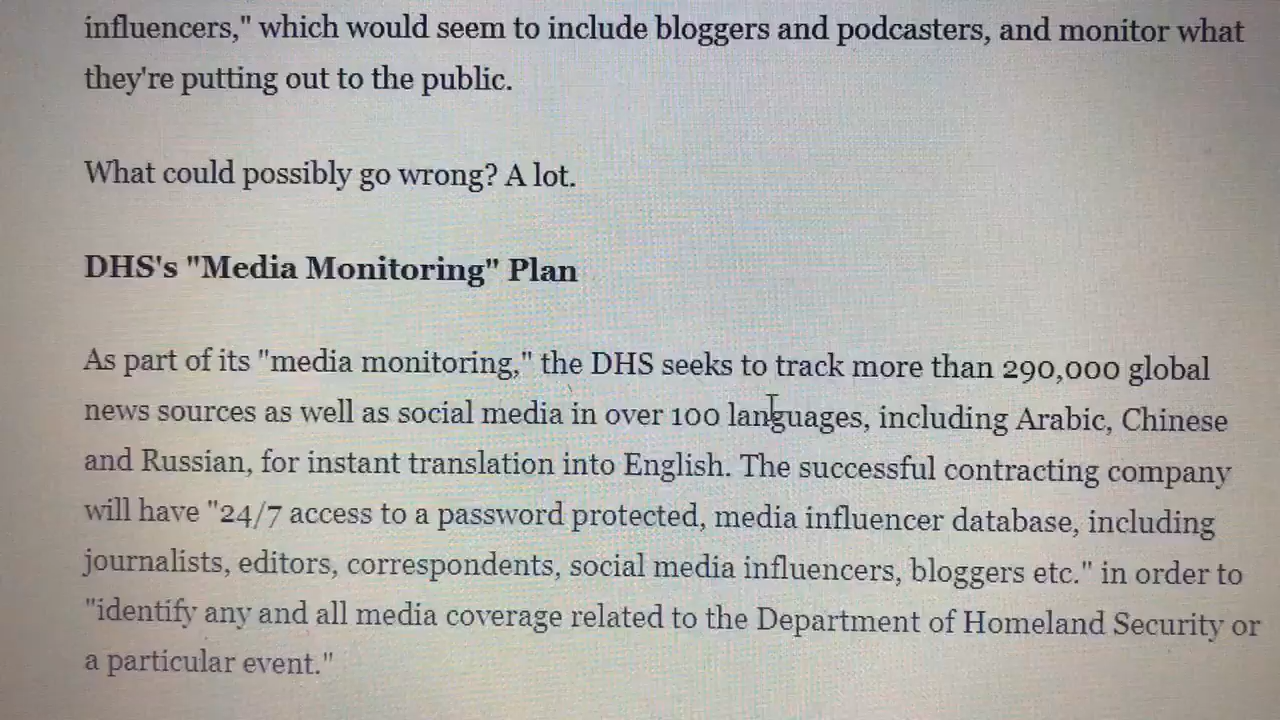 influencers," which would seem to include bloggers and podcasters, and monitor what
they're putting out to the public.
What could possibly go wrong? A lot.
DHS's "Media Monitoring" Plan
As part of its "media monitoring," the DHS seeks to track more than 290,000 global
news sources as well as social media in over 100 languages, including Arabic, Chinese
and Russian, for instant translation into English. The successful contracting company
will have "24/7 access to a password protected, media influencer database, including
journalists, editors, correspondents, social media influencers, bloggers etc." in order to
"identify any and all media coverage related to the Department of Homeland Security or
a particular event."